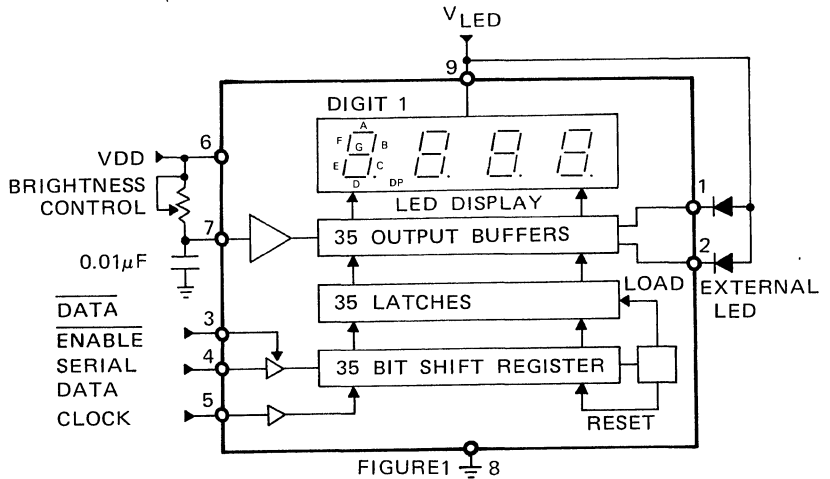 VLED
9
DIGIT 1
A
F B
G
E C
D DP
LED DISPLAY
6
VDD
BRIGHTNESS
CONTROL
7
0.01μF
35 OUTPUT BUFFERS
1
2
LOAD
EXTERNAL
LED
35 LATCHES
DATA
ENABLE
3
SERIAL
DATA
4
35 BIT SHIFT REGISTER
CLOCK
5
RESET
FIGURE1
8